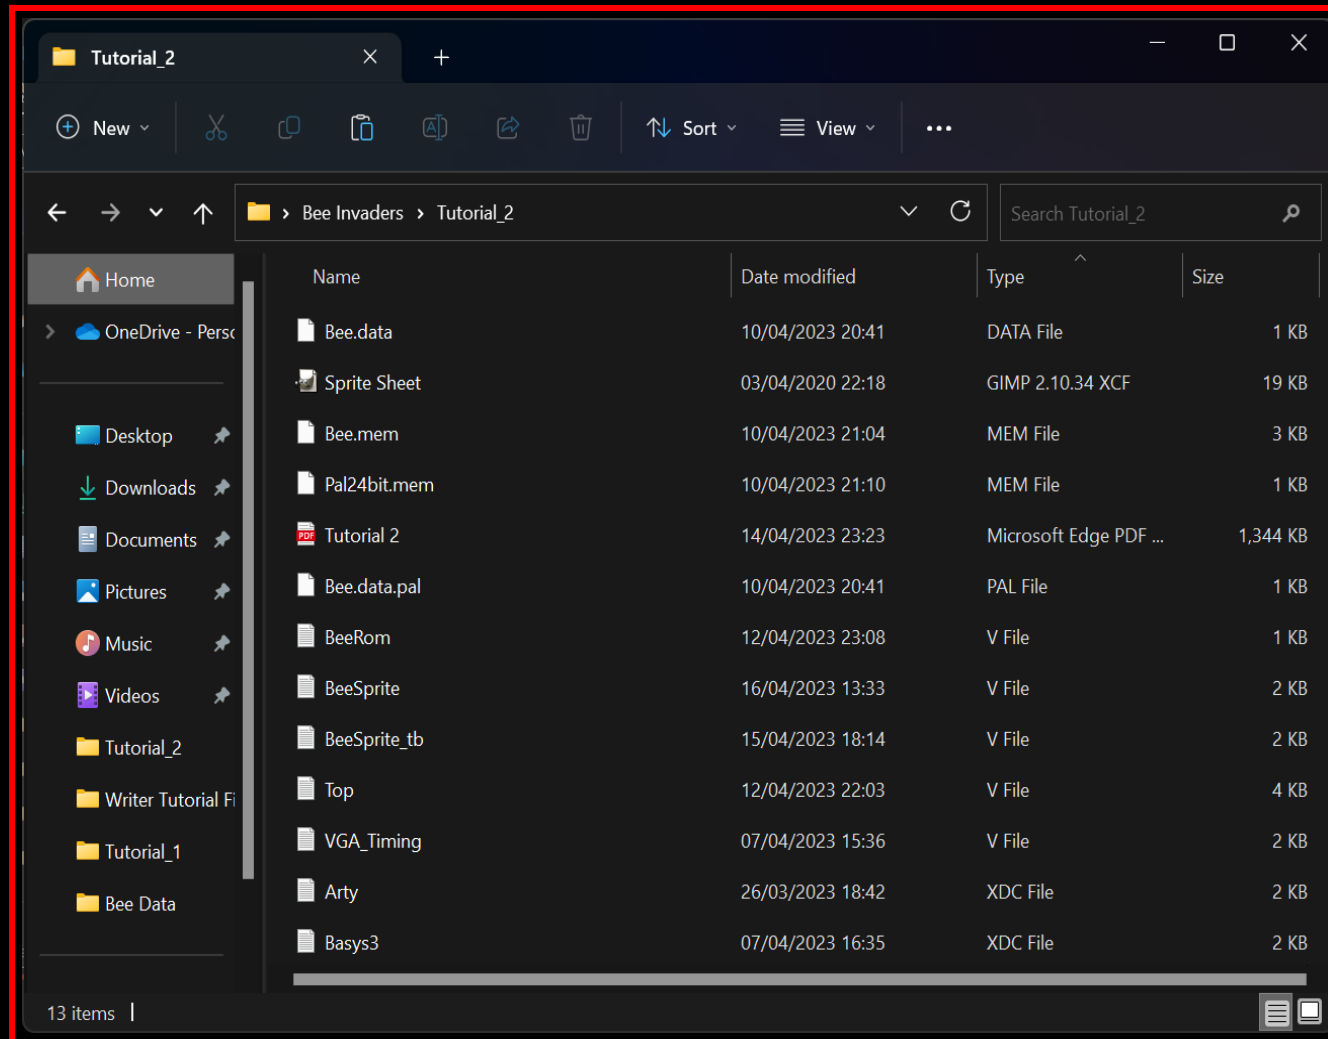 Tutorial_2
New
Sort
View
Bee Invaders > Tutorial_2
Search Tutorial_2
Name Date modified Type Size
Home
OneDrive - Perso
Desktop
Downloads
Documents
Pictures
Music
Videos
Tutorial_2
Writer Tutorial Fi
Tutorial_1
Bee Data
Bee.data 10/04/2023 20:41 DATA File 1 KB
Sprite Sheet 03/04/2020 22:18 GIMP 2.10.34 XCF 19 KB
Bee.mem 10/04/2023 21:04 MEM File 3 KB
Pal24bit.mem 10/04/2023 21:10 MEM File 1 KB
PDF Tutorial 2 14/04/2023 23:23 Microsoft Edge PDF ... 1,344 KB
Bee.data.pal 10/04/2023 20:41 PAL File 1 KB
BeeRom 12/04/2023 23:08 V File 1 KB
BeeSprite 16/04/2023 13:33 V File 2 KB
BeeSprite_tb 15/04/2023 18:14 V File 2 KB
Top 12/04/2023 22:03 V File 4 KB
VGA_Timing 07/04/2023 15:36 V File 2 KB
Arty 26/03/2023 18:42 XDC File 2 KB
Basys3 07/04/2023 16:35 XDC File 2 KB
13 items